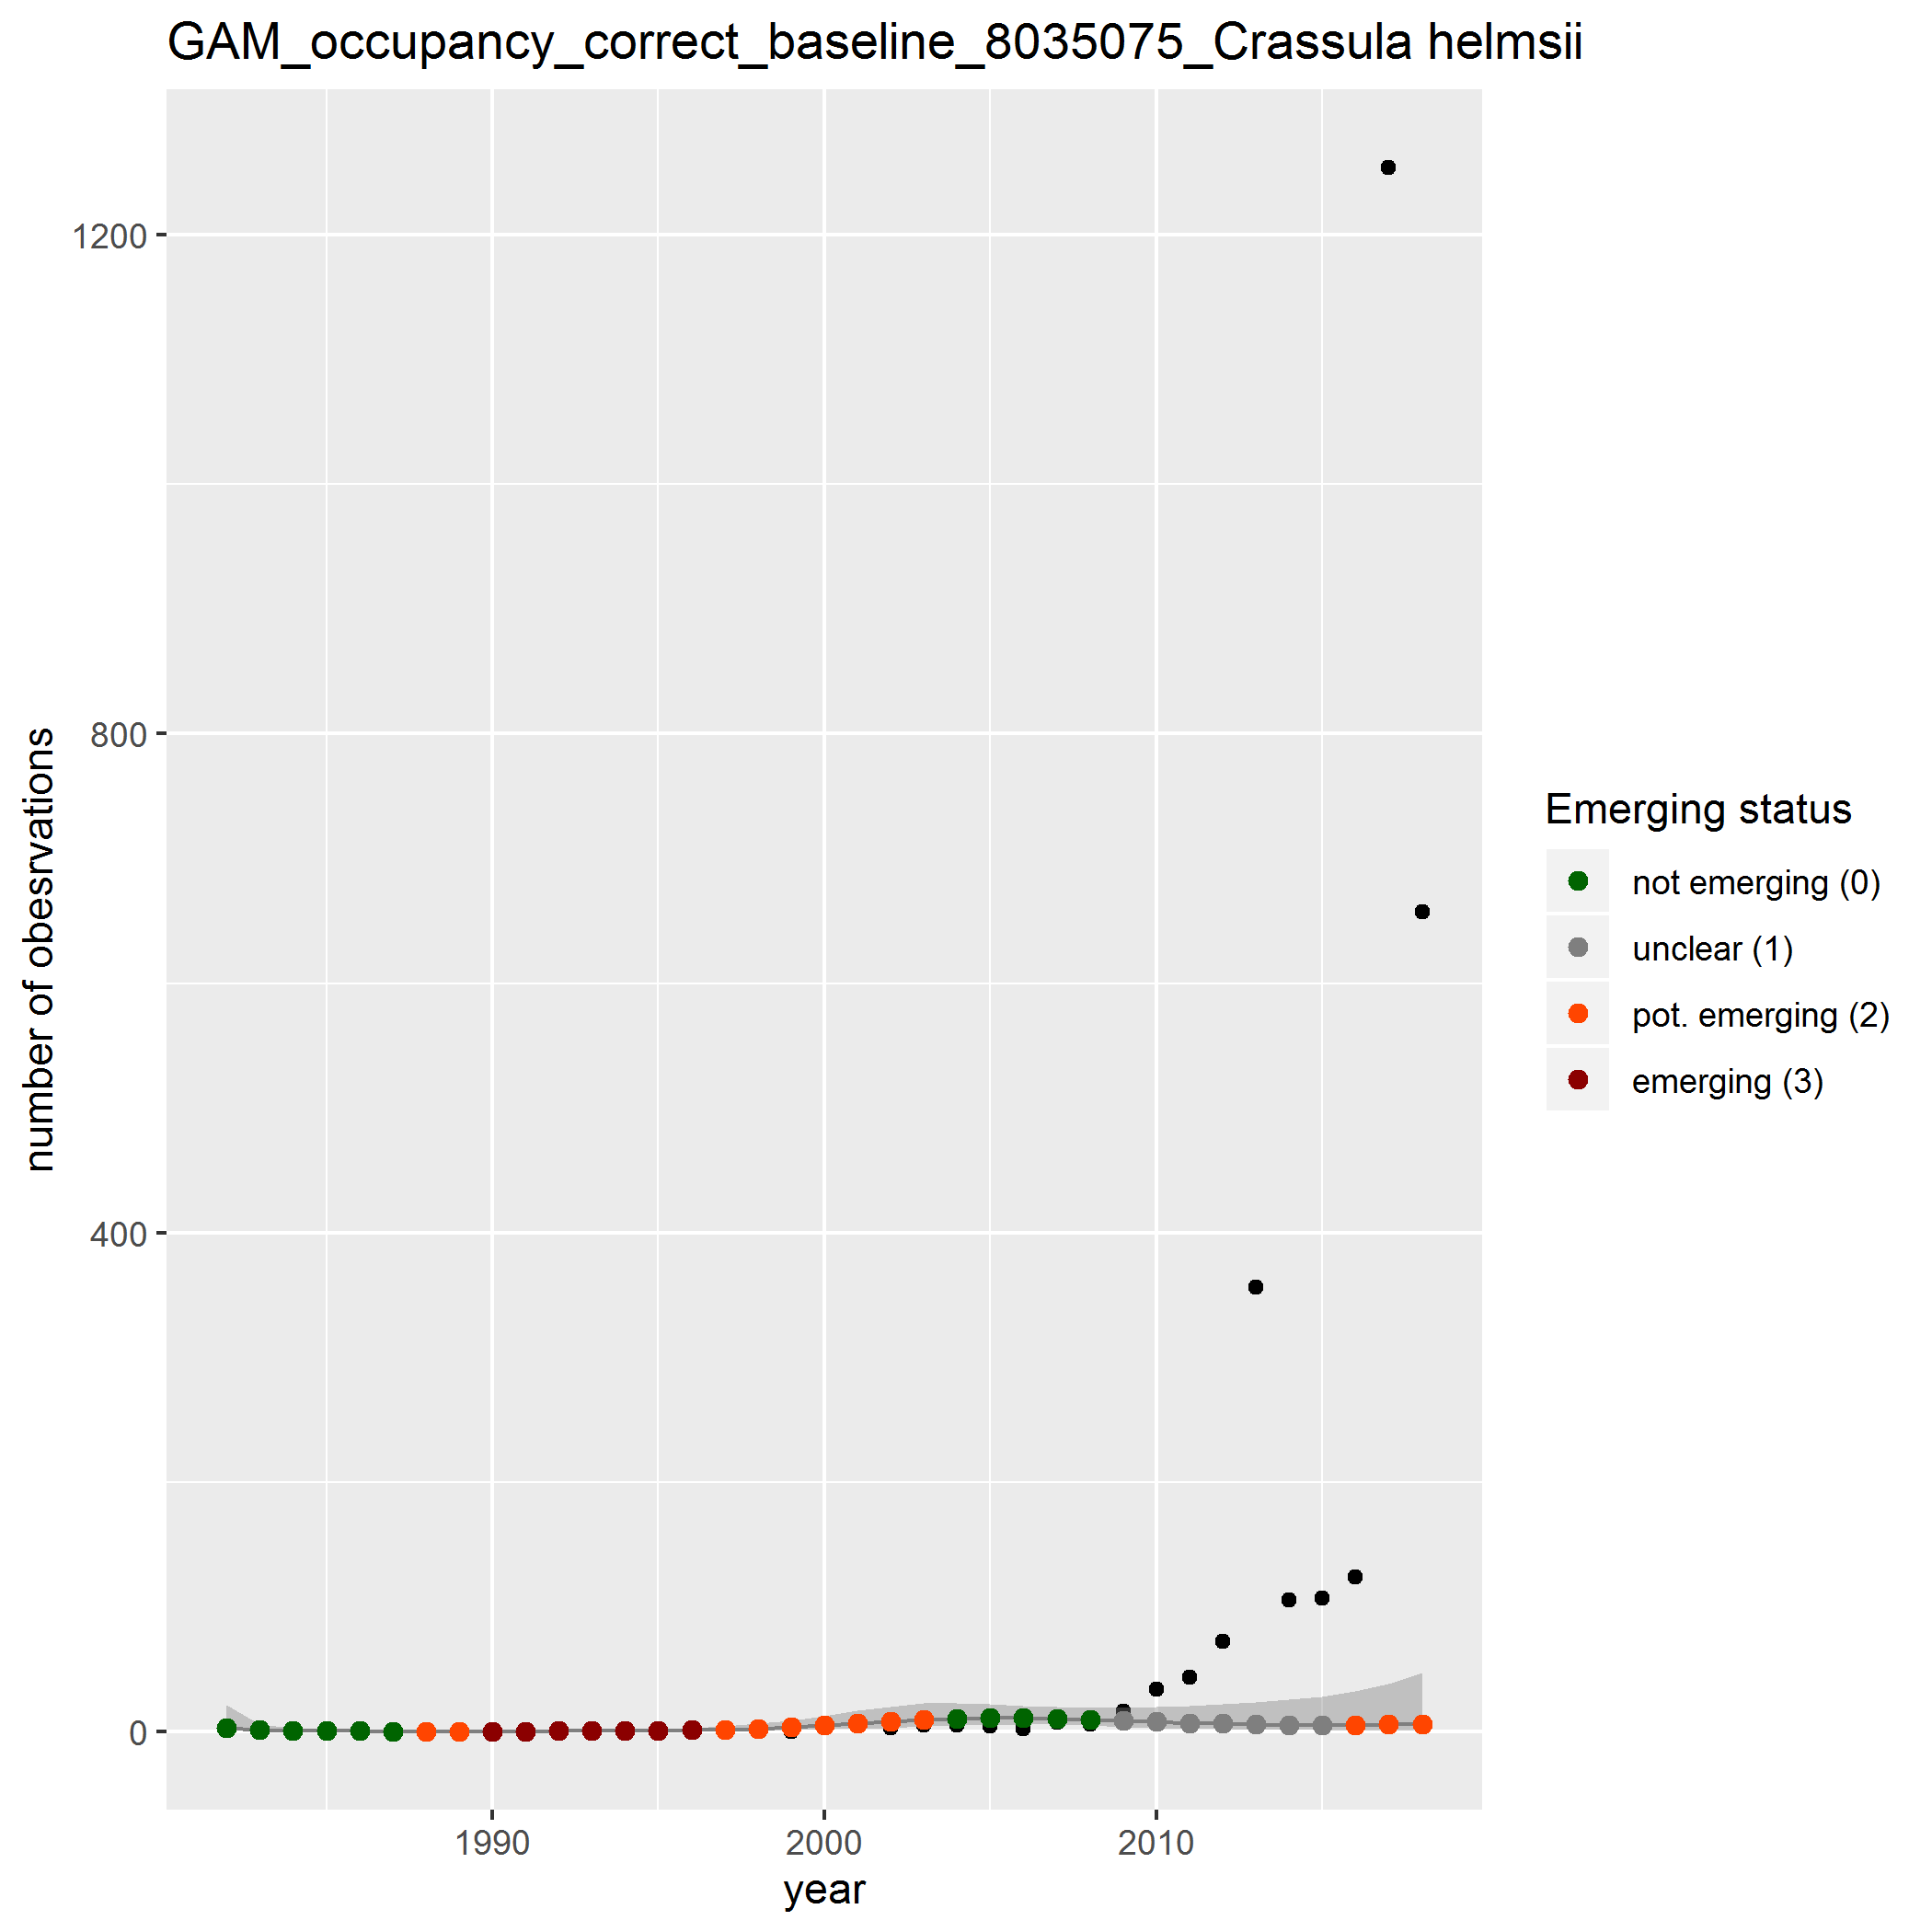 GAM_occupancy_correct_baseline_8035075_Crassula helmsii
1200
800
400
0
number of obesrvations
1990
2000
2010
year
Emerging status
not emerging (0)
unclear (1)
pot. emerging (2)
emerging (3)